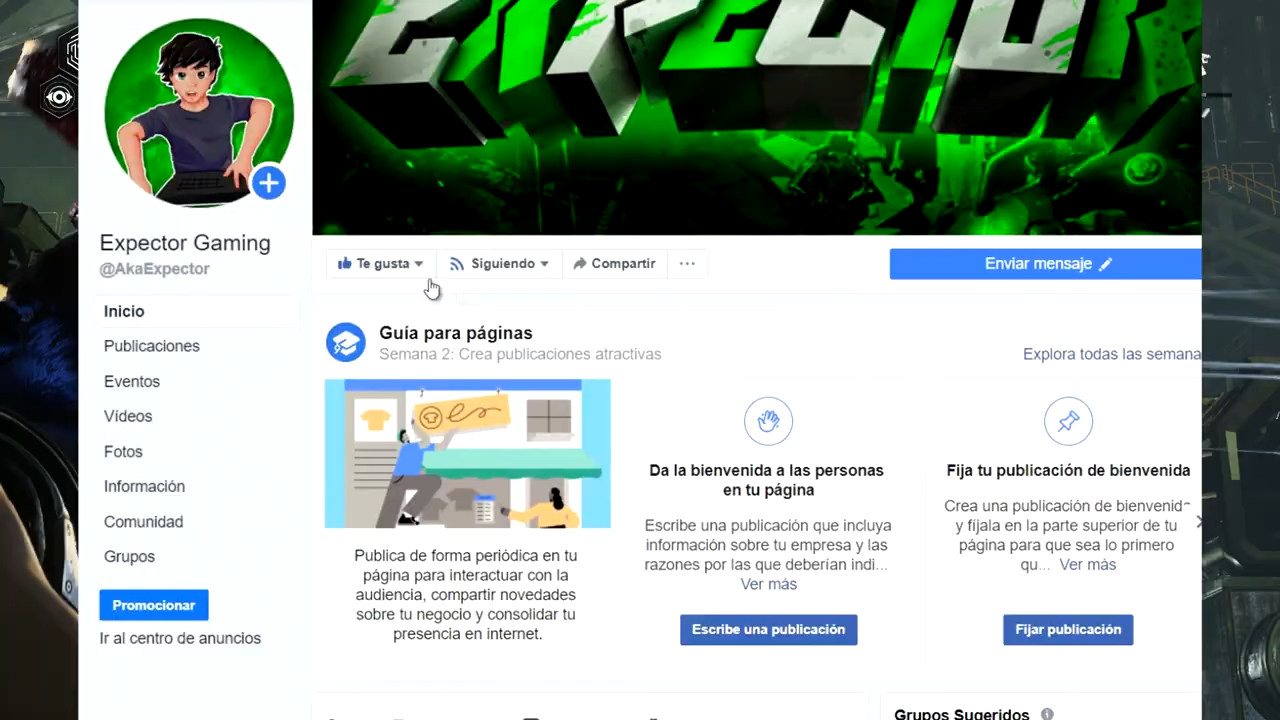 Expector Gaming
@AkaExpector
Inicio
Publicaciones
Eventos
Vídeos
Fotos
Información
Comunidad
Grupos
Promocionar
Ir al centro de anuncios
Te gusta
Siguiendo
Compartir
Enviar mensaje
Guía para páginas
Semana 2: Crea publicaciones atractivas
Explora todas las semana
Publica de forma periódica en tu
página para interactuar con la
audiencia, compartir novedades
sobre tu negocio y consolidar tu
presencia en internet.
Da la bienvenida a las personas
en tu página
Escribe una publicación que incluya
información sobre tu empresa y las
razones por las que deberían indi...
Ver más
Escribe una publicación
Fija tu publicación de bienvenida
Crea una publicación de bienvenid
y fíjala en la parte superior de tu
página para que sea lo primero
qu... Ver más
Fijar publicación
Grupos Sugeridos